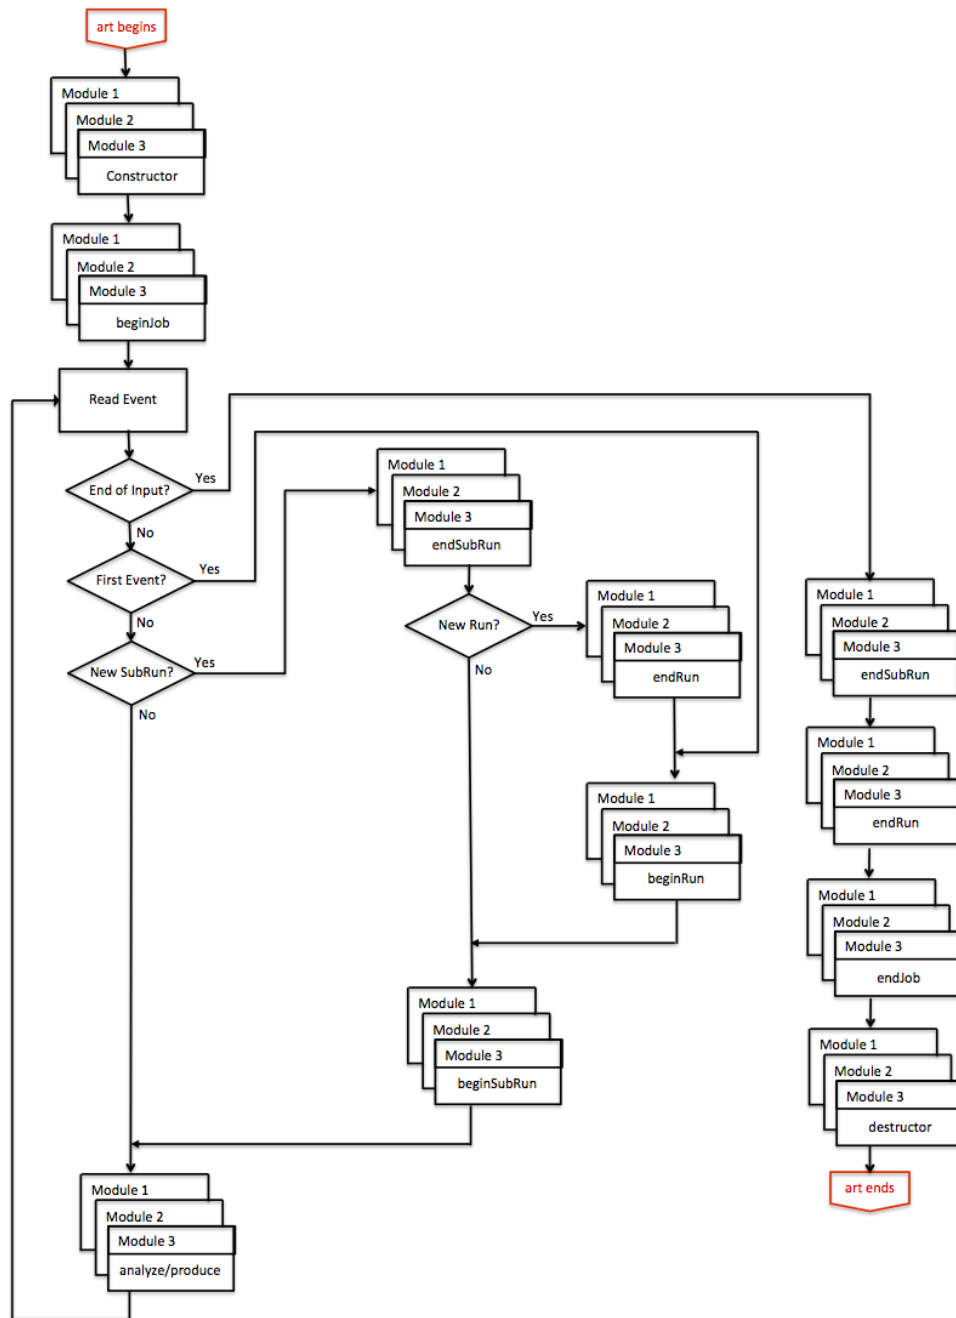 art begins
Module 1
Module 2
Module 3
Constructor
Module 1
Module 2
Module 3
beginJob
Read Event
End of Input?
Yes
No
First Event?
Yes
No
New SubRun?
Yes
No
Module 1
Module 2
Module 3
endSubRun
New Run?
Yes
No
Module 1
Module 2
Module 3
endRun
Module 1
Module 2
Module 3
beginRun
Module 1
Module 2
Module 3
beginSubRun
Module 1
Module 2
Module 3
analyze/produce
Module 1
Module 2
Module 3
endSubRun
Module 1
Module 2
Module 3
endRun
Module 1
Module 2
Module 3
endJob
Module 1
Module 2
Module 3
destructor
art ends